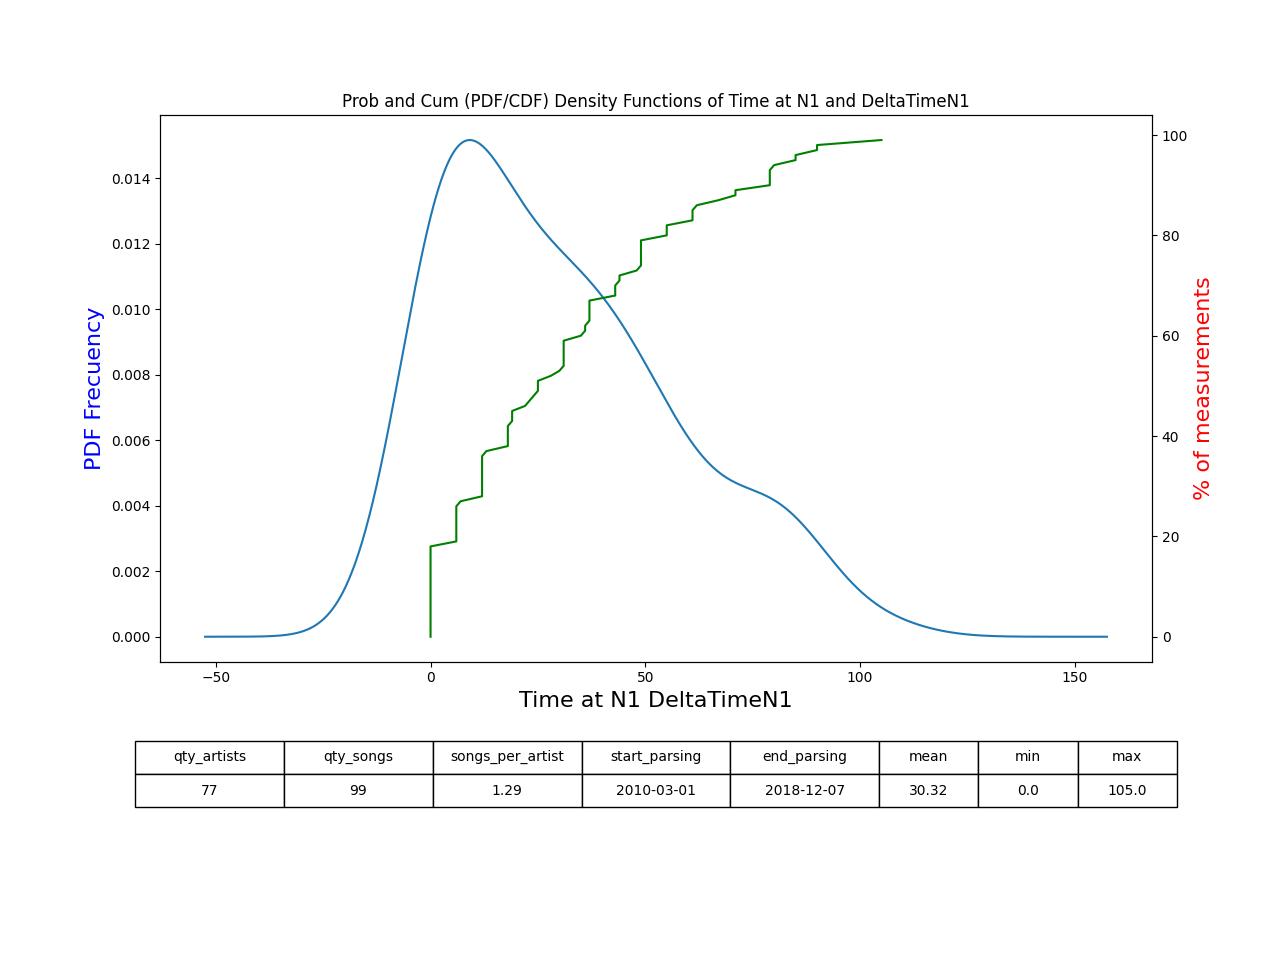 Prob and Cum (PDF/CDF) Density Functions of Time at N1 and DeltaTimeN1
PDF Frecuency
0.014
0.012
0.010
0.008
0.006
0.004
0.002
0.000
100
80
60
40
20
0
% of measurements
−50 0 50 100 150
Time at N1 DeltaTimeN1
qty_artists qty_songs songs_per_artist start_parsing end_parsing mean min max
77 99 1.29 2010-03-01 2018-12-07 30.32 0.0 105.0